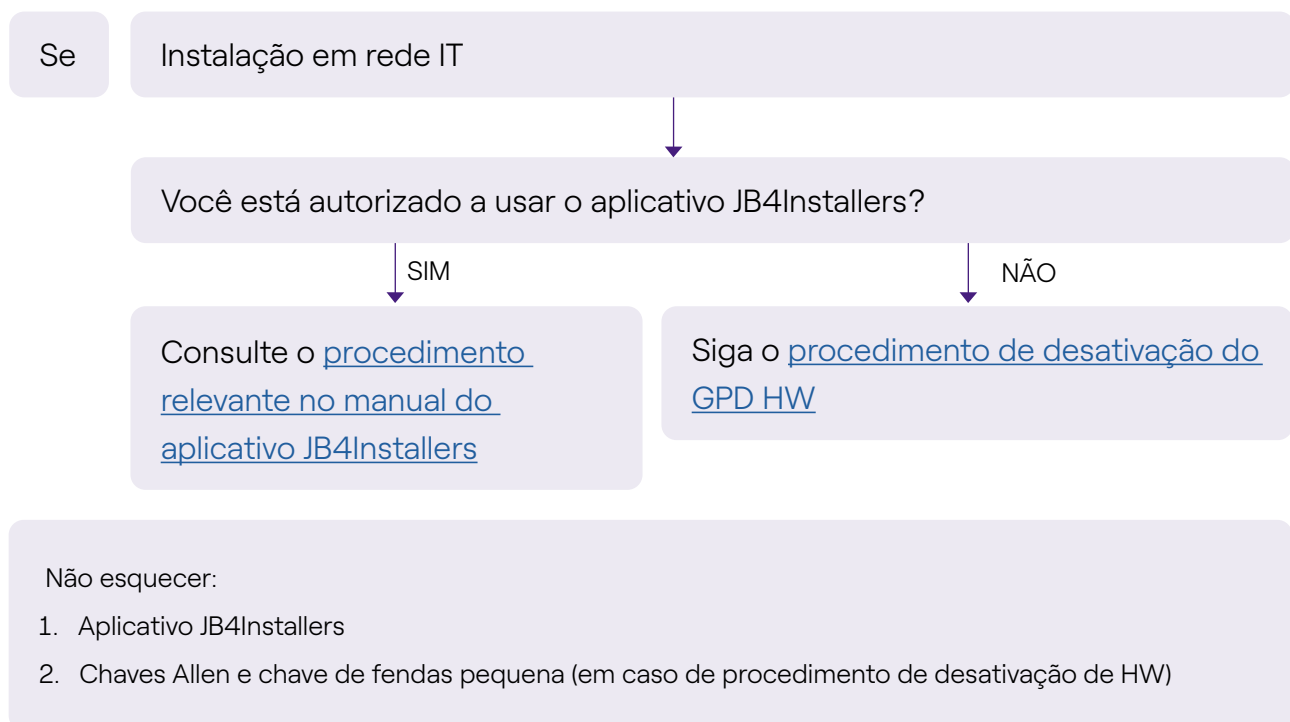 Se
Instalação em rede IT
Você está autorizado a usar o aplicativo JB4Installers?
SIM
NÃO
Consulte o procedimento
relevante no manual do
aplicativo JB4Installers
Siga o procedimento de desativação do
GPD HW
Não esquecer:
1. Aplicativo JB4Installers
2. Chaves Allen e chave de fendas pequena (em caso de procedimento de desativação de HW)